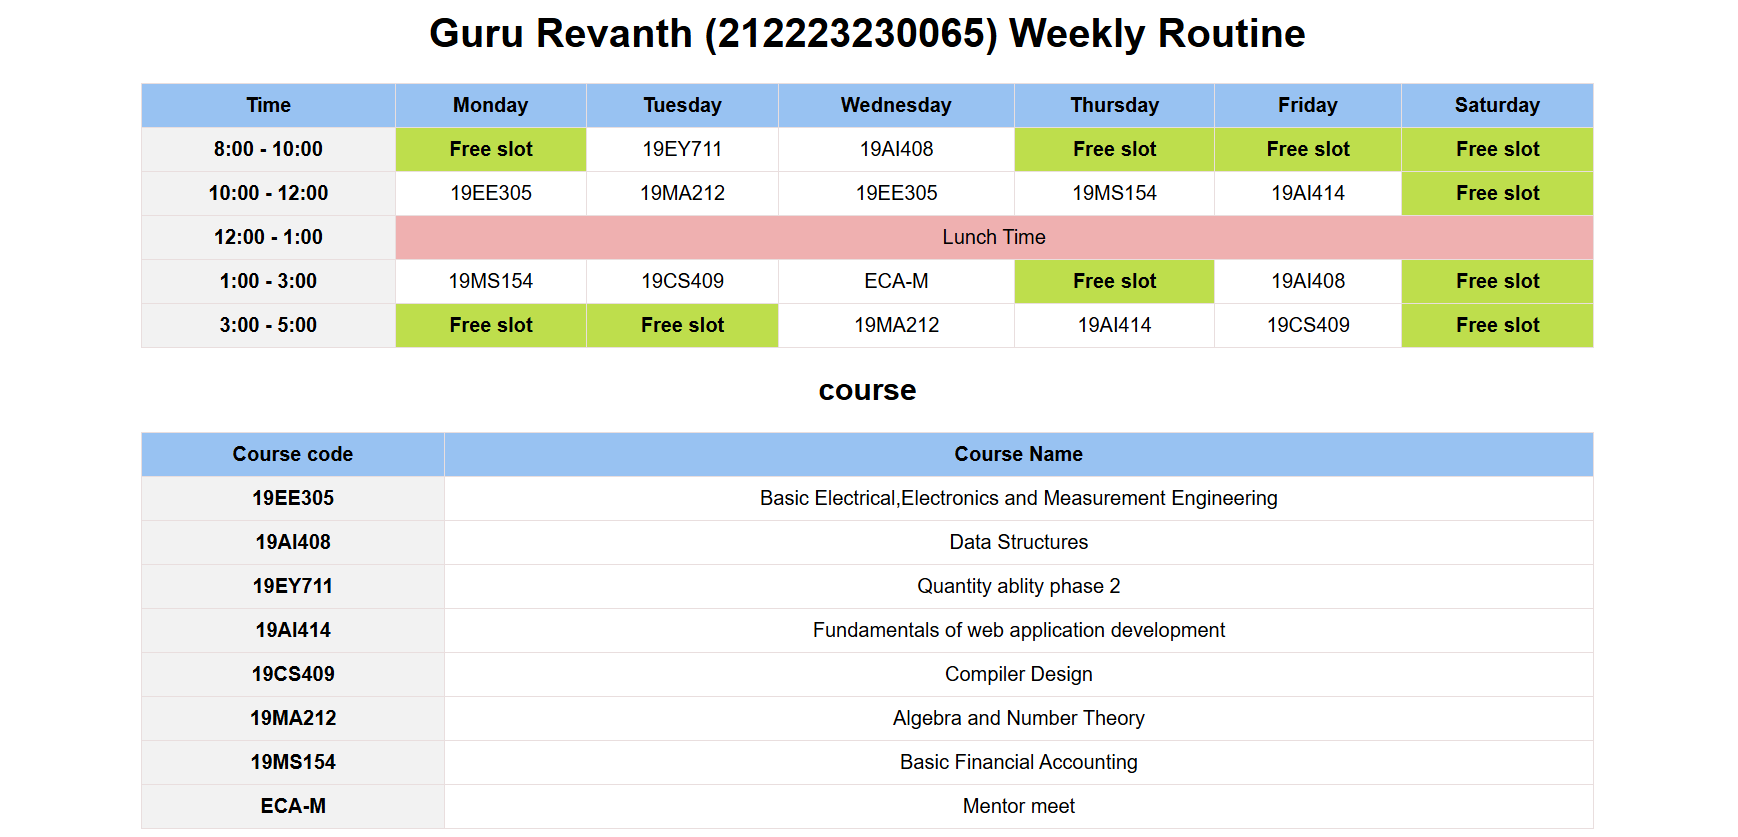 Guru Revanth (212223230065) Weekly Routine
Time Monday Tuesday Wednesday Thursday Friday Saturday
8:00 - 10:00 Free slot 19EY711 19AI408 Free slot Free slot Free slot
10:00 - 12:00 19EE305 19MA212 19EE305 19MS154 19AI414 Free slot
12:00 - 1:00 Lunch Time
1:00 - 3:00 19MS154 19CS409 ECA-M Free slot 19AI408 Free slot
3:00 - 5:00 Free slot Free slot 19MA212 19AI414 19CS409 Free slot
course
Course code Course Name
19EE305 Basic Electrical,Electronics and Measurement Engineering
19AI408 Data Structures
19EY711 Quantity ablity phase 2
19AI414 Fundamentals of web application development
19CS409 Compiler Design
19MA212 Algebra and Number Theory
19MS154 Basic Financial Accounting
ECA-M Mentor meet